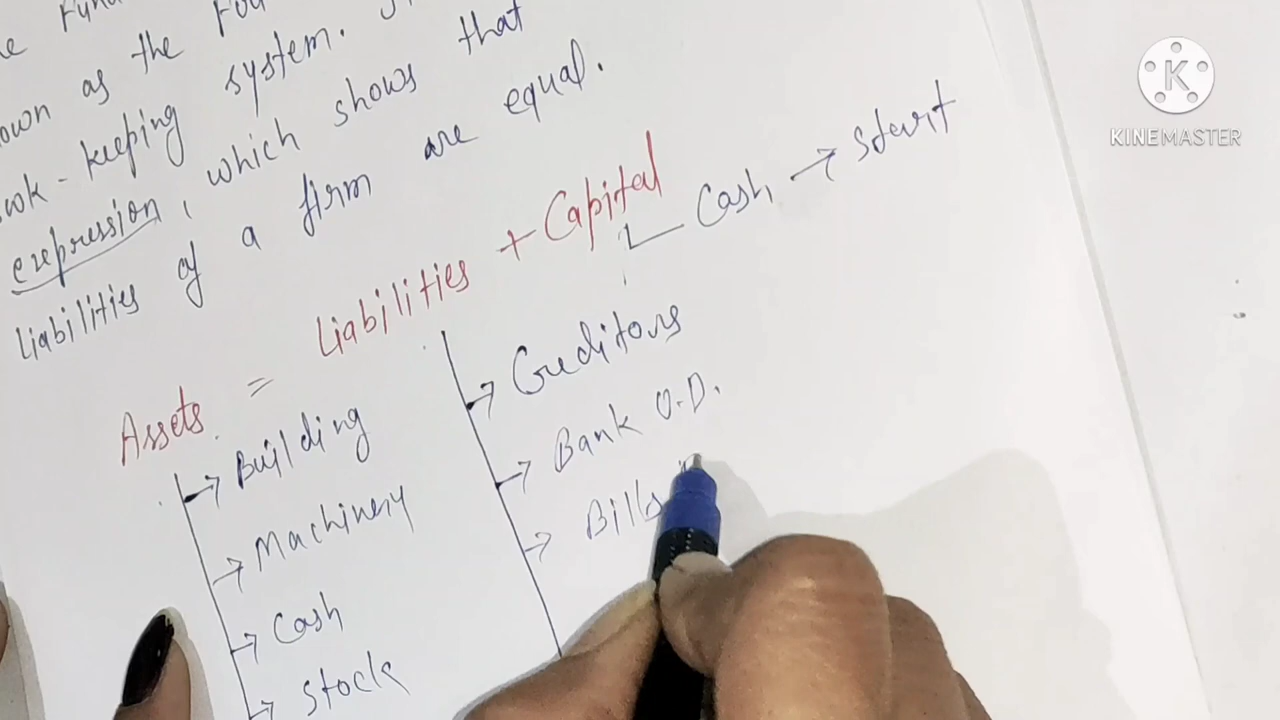 own as the
book-keeping system.
expression, which shows that
liabilities of a firm are equal.
Assets = Liabilities + Capital
Cash → Start
→ Building
→ Machinery
→ Cash
→ Stock
→ Creditors
→ Bank O.D.
→ Bills
KINEMASTER